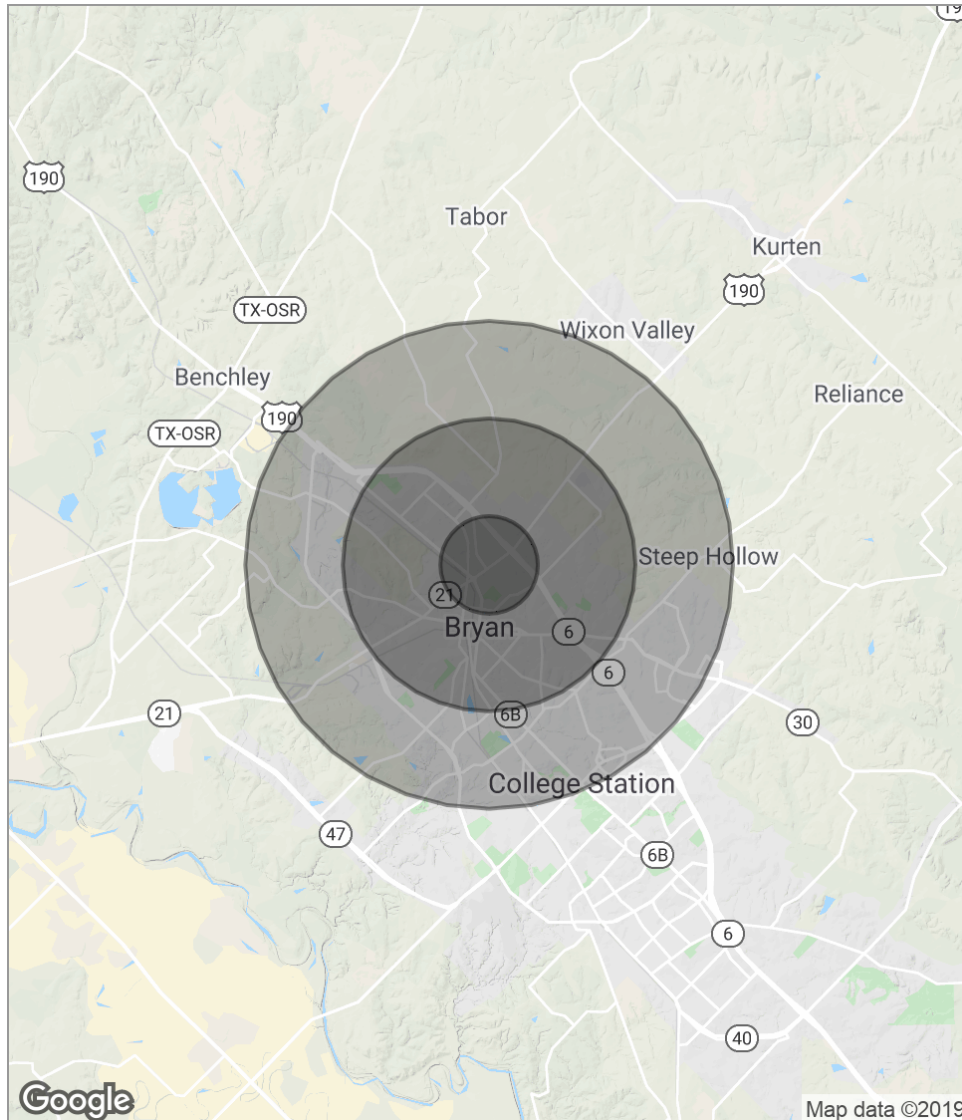 19
190
Tabor
Kurten
190
TX-OSR
Wixon Valley
Benchley
Reliance
190
TX-OSR
Steep Hollow
21
Bryan
6
6
21
6B
30
College Station
47
6B
6
40
Google
Map data ©2019